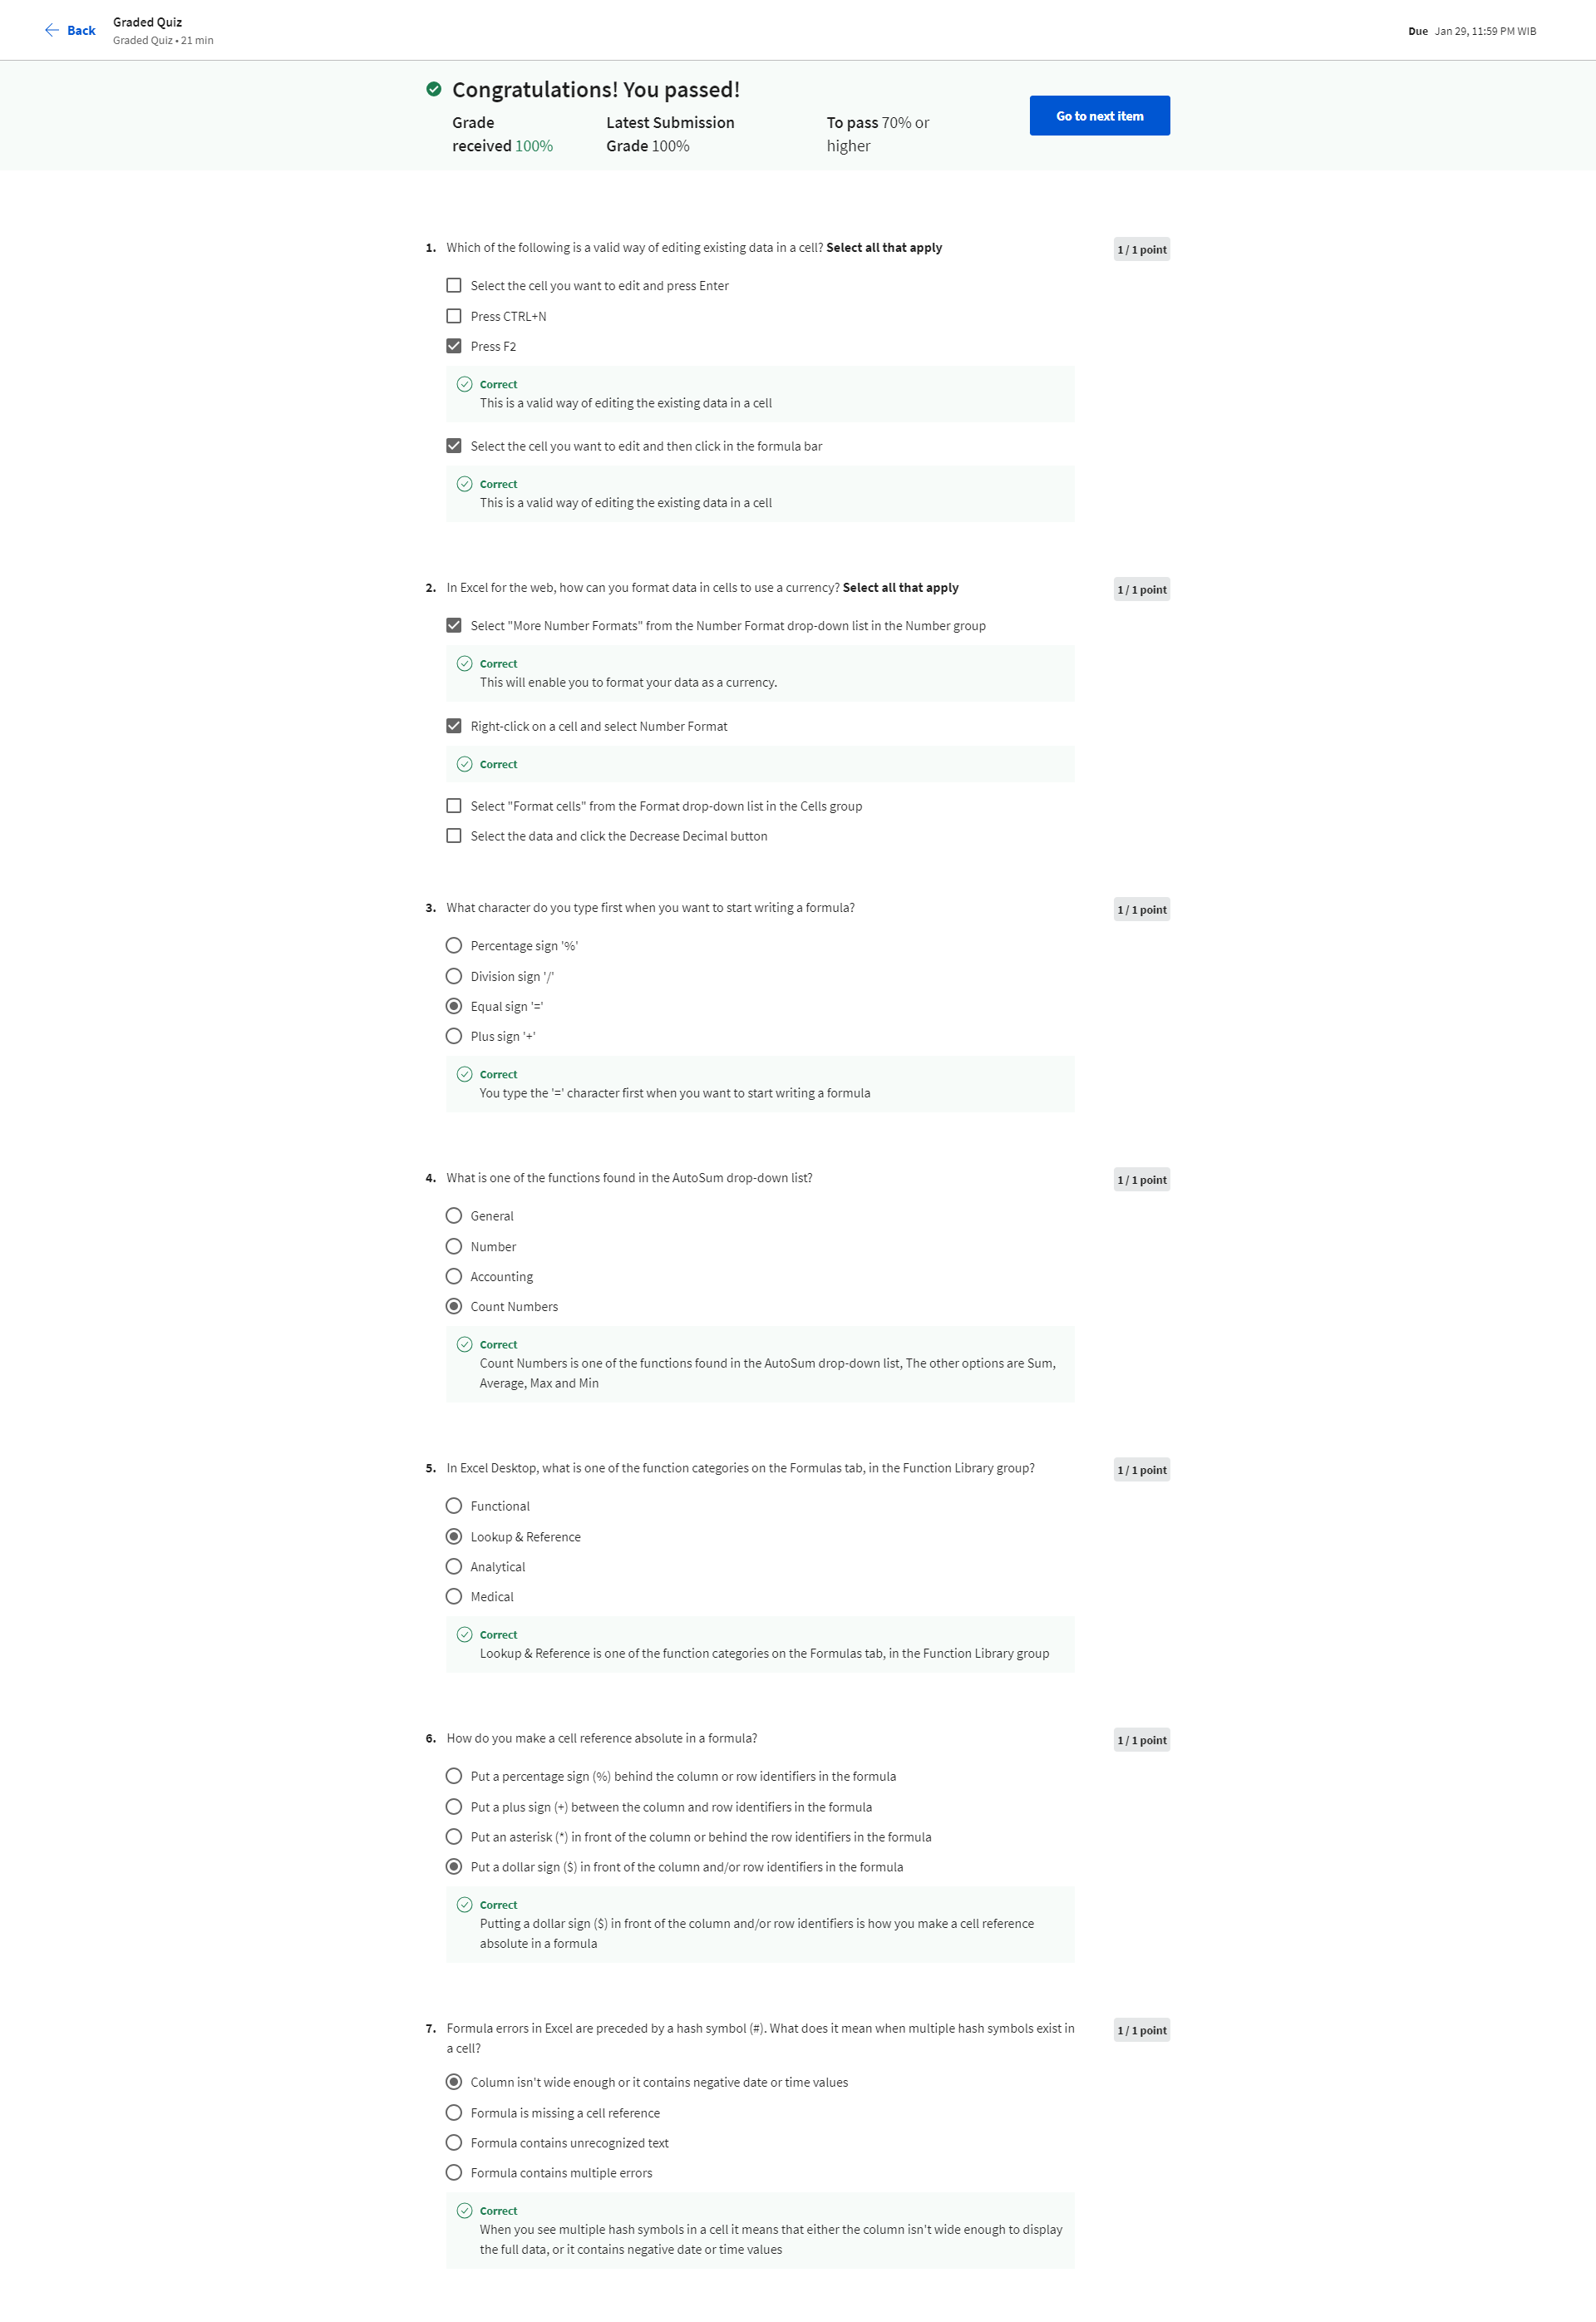 Back
Graded Quiz
Graded Quiz • 21 min
Due Jan 29, 11:59 PM WIB
Congratulations! You passed!
Grade received 100%
Latest Submission Grade 100%
To pass 70% or higher
Go to next item
1. Which of the following is a valid way of editing existing data in a cell? Select all that apply
1 / 1 point
Select the cell you want to edit and press Enter
Press CTRL+N
Press F2
Correct
This is a valid way of editing the existing data in a cell
Select the cell you want to edit and then click in the formula bar
Correct
This is a valid way of editing the existing data in a cell
2. In Excel for the web, how can you format data in cells to use a currency? Select all that apply
1 / 1 point
Select "More Number Formats" from the Number Format drop-down list in the Number group
Correct
This will enable you to format your data as a currency.
Right-click on a cell and select Number Format
Correct
Select "Format cells" from the Format drop-down list in the Cells group
Select the data and click the Decrease Decimal button
3. What character do you type first when you want to start writing a formula?
1 / 1 point
Percentage sign '%'
Division sign '/'
Equal sign '='
Plus sign '+'
Correct
You type the '=' character first when you want to start writing a formula
4. What is one of the functions found in the AutoSum drop-down list?
1 / 1 point
General
Number
Accounting
Count Numbers
Correct
Count Numbers is one of the functions found in the AutoSum drop-down list, The other options are Sum,
Average, Max and Min
5. In Excel Desktop, what is one of the function categories on the Formulas tab, in the Function Library group?
1 / 1 point
Functional
Lookup & Reference
Analytical
Medical
Correct
Lookup & Reference is one of the function categories on the Formulas tab, in the Function Library group
6. How do you make a cell reference absolute in a formula?
1 / 1 point
Put a percentage sign (%) behind the column or row identifiers in the formula
Put a plus sign (+) between the column and row identifiers in the formula
Put an asterisk (*) in front of the column or behind the row identifiers in the formula
Put a dollar sign ($) in front of the column and/or row identifiers in the formula
Correct
Putting a dollar sign ($) in front of the column and/or row identifiers is how you make a cell reference
absolute in a formula
7. Formula errors in Excel are preceded by a hash symbol (#). What does it mean when multiple hash symbols exist in
a cell?
1 / 1 point
Column isn't wide enough or it contains negative date or time values
Formula is missing a cell reference
Formula contains unrecognized text
Formula contains multiple errors
Correct
When you see multiple hash symbols in a cell it means that either the column isn't wide enough to display
the full data, or it contains negative date or time values